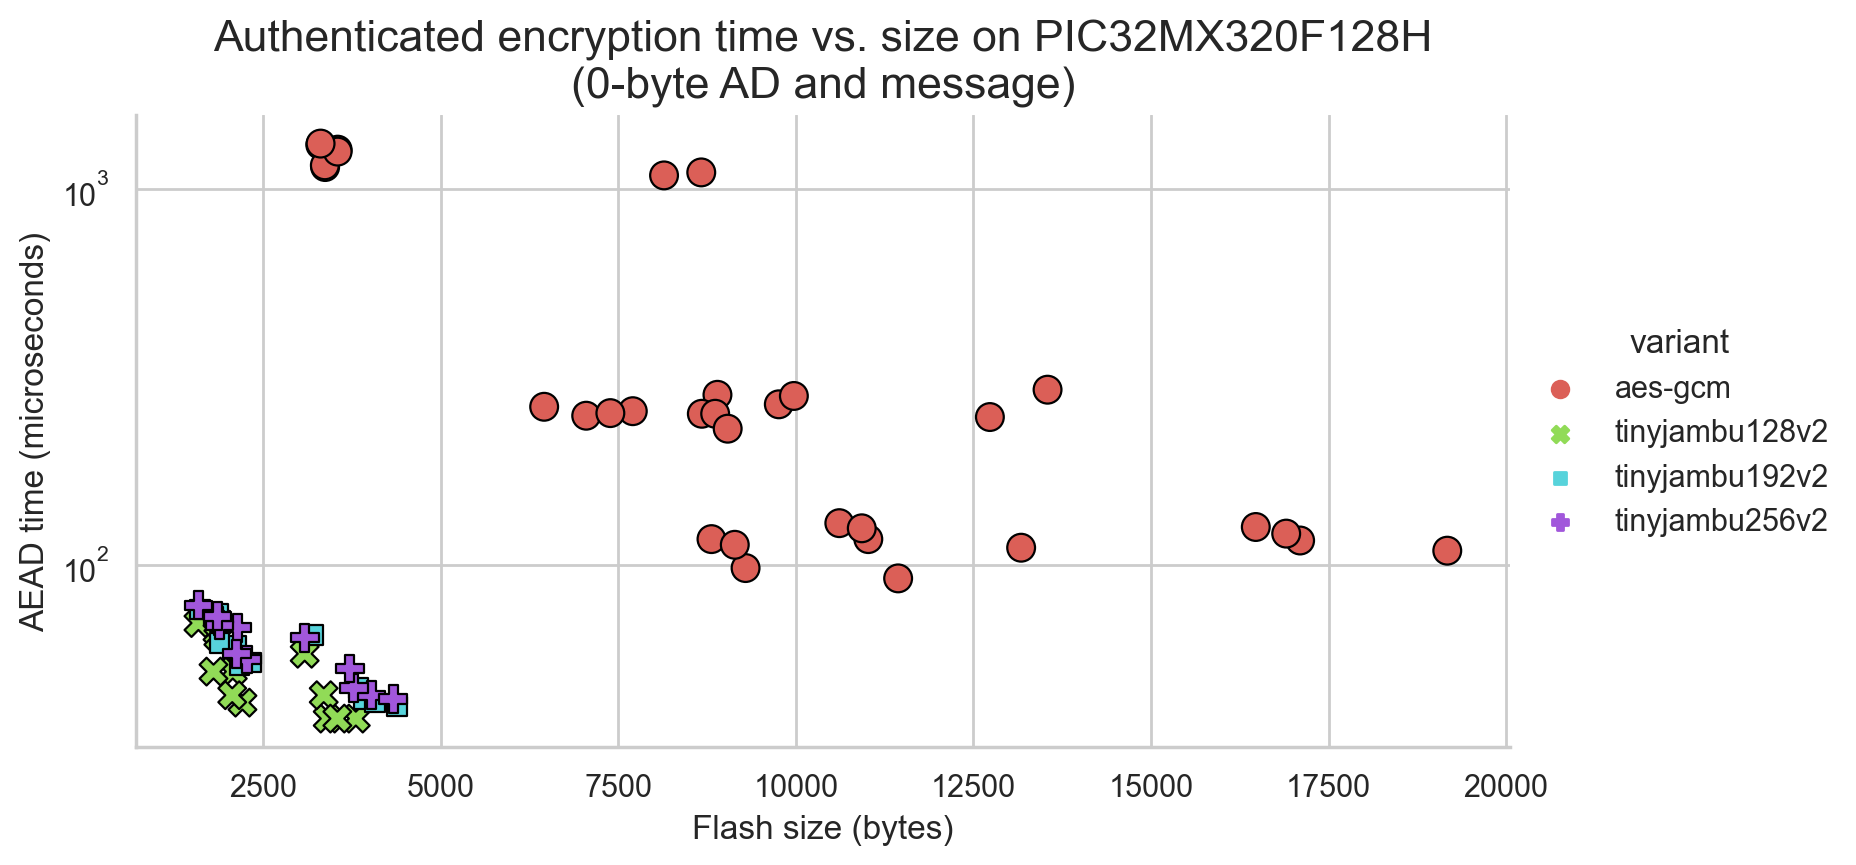 Authenticated encryption time vs. size on PIC32MX320F128H
(0-byte AD and message)
10³
10²
AEAD time (microseconds)
2500 5000 7500 10000 12500 15000 17500 20000
Flash size (bytes)
variant
aes-gcm
tinyjambu128v2
tinyjambu192v2
tinyjambu256v2